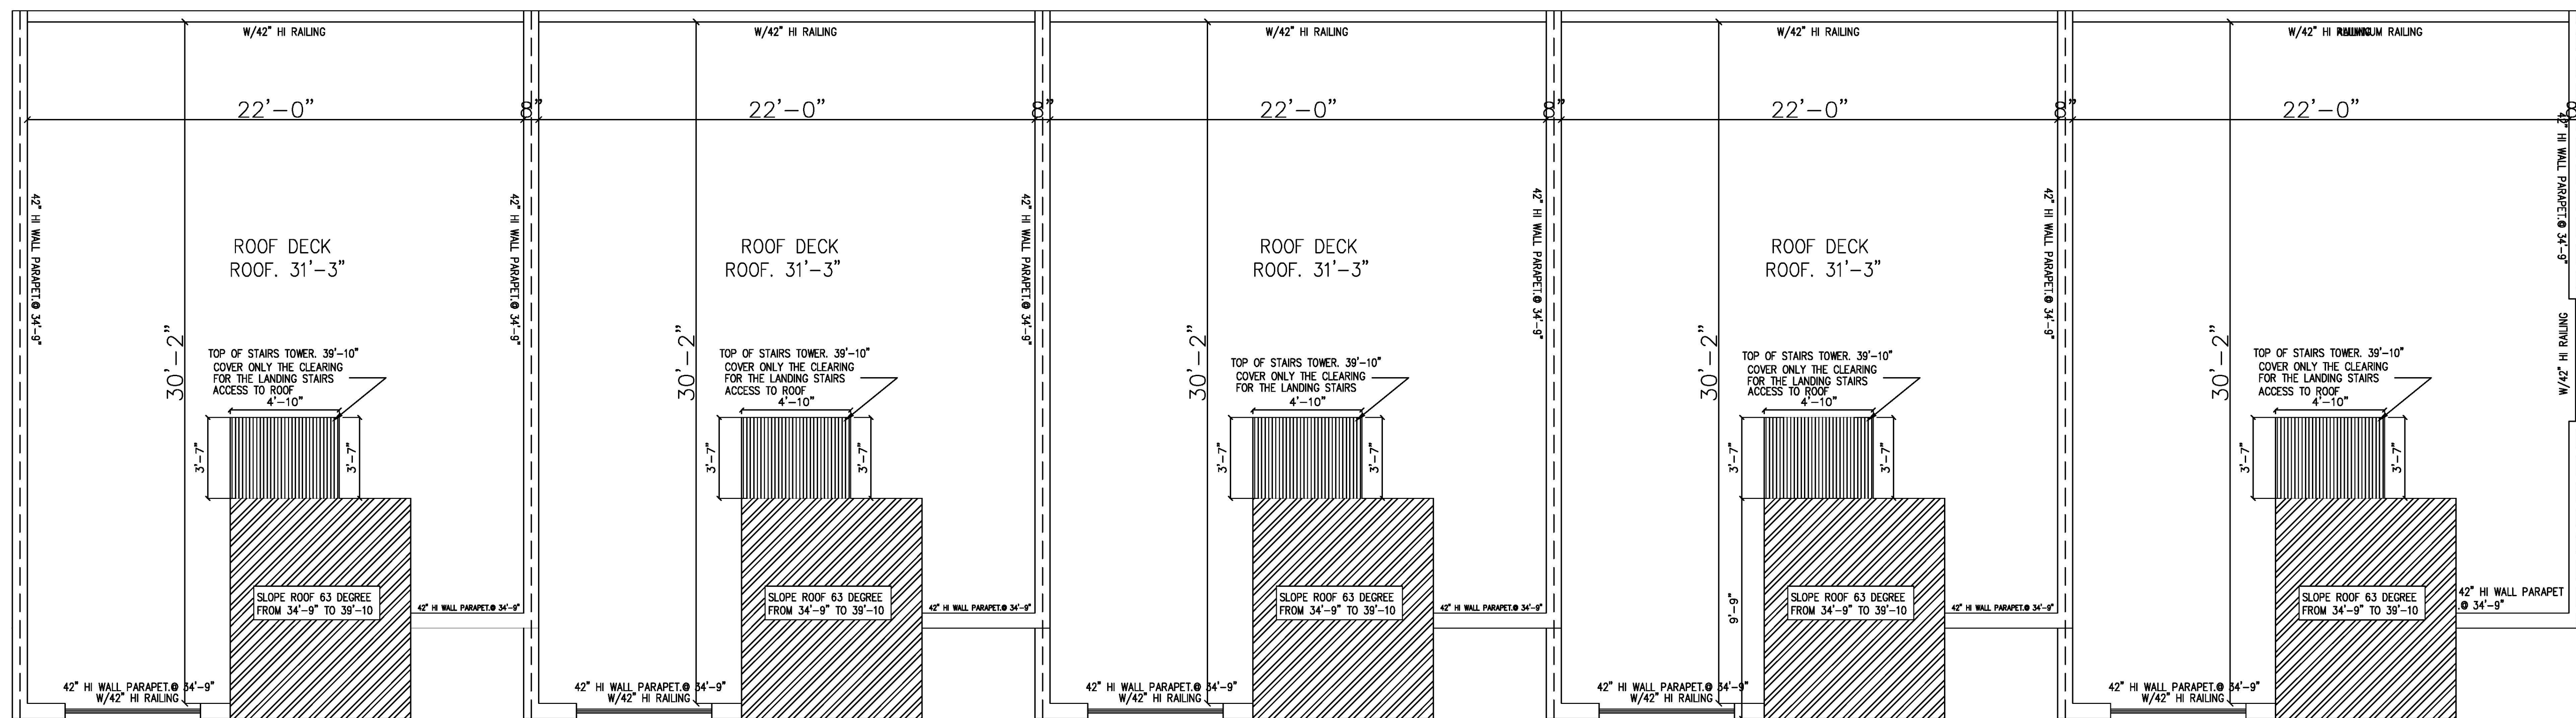 W/42" HI RAILING
W/42" HI RAILING
W/42" HI RAILING
W/42" HI RAILING
W/42" HI RAILING
ALUMINUM RAILING
22'-0"
8"
22'-0"
8"
22'-0"
8"
22'-0"
8"
22'-0"
8
42" HI WALL PARAPET.@ 34'-9"
42" HI WALL PARAPET.@ 34'-9"
42" HI WALL PARAPET.@ 34'-9"
42" HI WALL PARAPET.@ 34'-9"
42" HI WALL PARAPET.@ 34'-9"
42" HI WALL PARAPET.@ 34'-9"
W/42" HI RAILING
ROOF DECK
ROOF. 31'-3"
ROOF DECK
ROOF. 31'-3"
ROOF DECK
ROOF. 31'-3"
ROOF DECK
ROOF. 31'-3"
30'-2"
30'-2"
30'-2"
30'-2"
30'-2"
TOP OF STAIRS TOWER. 39'-10"
COVER ONLY THE CLEARING
FOR THE LANDING STAIRS
ACCESS TO ROOF
4'-10"
3'-7"
3'-7"
TOP OF STAIRS TOWER. 39'-10"
COVER ONLY THE CLEARING
FOR THE LANDING STAIRS
ACCESS TO ROOF
4'-10"
3'-7"
3'-7"
TOP OF STAIRS TOWER. 39'-10"
COVER ONLY THE CLEARING
FOR THE LANDING STAIRS
4'-10"
3'-7"
3'-7"
TOP OF STAIRS TOWER. 39'-10"
COVER ONLY THE CLEARING
FOR THE LANDING STAIRS
ACCESS TO ROOF
4'-10"
3'-7"
3'-7"
TOP OF STAIRS TOWER. 39'-10"
COVER ONLY THE CLEARING
FOR THE LANDING STAIRS
ACCESS TO ROOF
4'-10"
3'-7"
3'-7"
SLOPE ROOF 63 DEGREE
FROM 34'-9" TO 39'-10
42" HI WALL PARAPET.@ 34'-9"
SLOPE ROOF 63 DEGREE
FROM 34'-9" TO 39'-10
42" HI WALL PARAPET.@ 34'-9"
SLOPE ROOF 63 DEGREE
FROM 34'-9" TO 39'-10
42" HI WALL PARAPET.@ 34'-9"
9'-9"
SLOPE ROOF 63 DEGREE
FROM 34'-9" TO 39'-10
42" HI WALL PARAPET.@ 34'-9"
SLOPE ROOF 63 DEGREE
FROM 34'-9" TO 39'-10
42" HI WALL PARAPET
.@ 34'-9"
42" HI WALL PARAPET.@ 34'-9"
W/42" HI RAILING
42" HI WALL PARAPET.@ 34'-9"
W/42" HI RAILING
42" HI WALL PARAPET.@ 34'-9"
W/42" HI RAILING
42" HI WALL PARAPET.@ 34'-9"
W/42" HI RAILING
42" HI WALL PARAPET.@ 34'-9"
W/42" HI RAILING